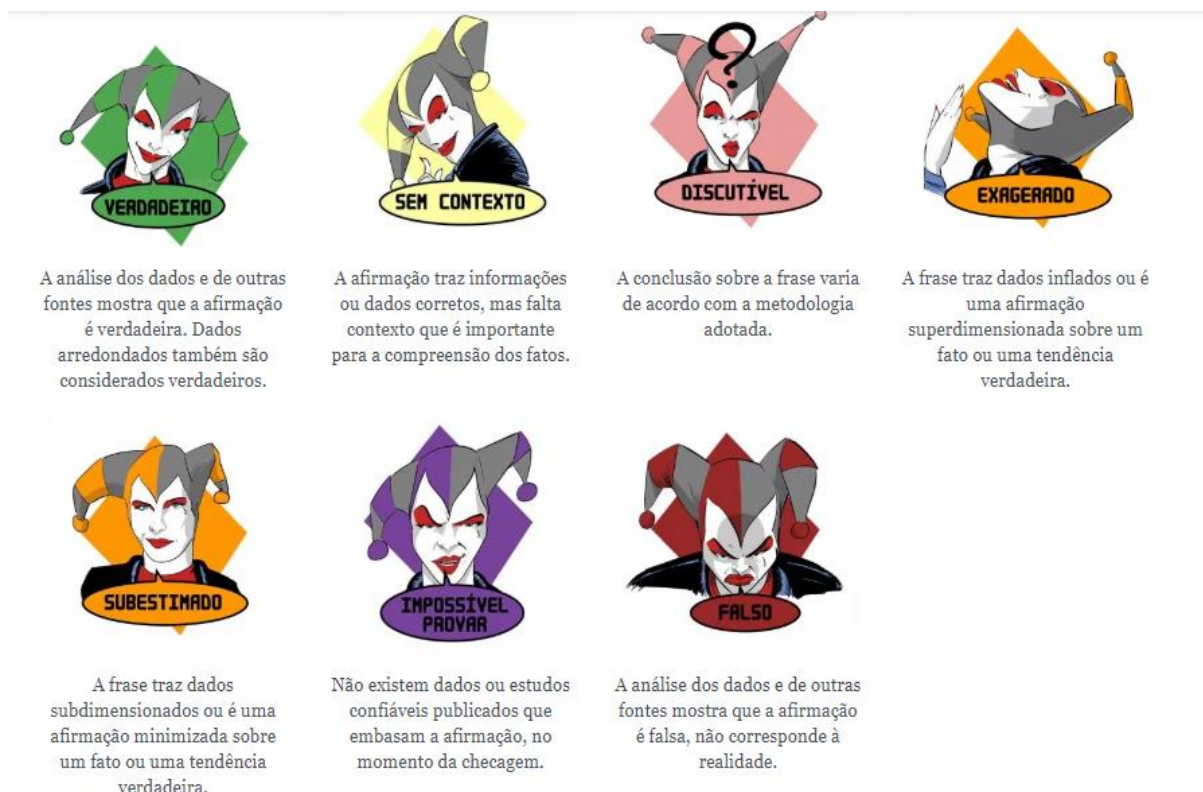 VERDADEIRO
SEM CONTEXTO
?
DISCUTÍVEL
EXAGERADO
A análise dos dados e de outras
fontes mostra que a afirmação
é verdadeira. Dados
arredondados também são
considerados verdadeiros.
A afirmação traz informações
ou dados corretos, mas falta
contexto que é importante
para a compreensão dos fatos.
A conclusão sobre a frase varia
de acordo com a metodologia
adotada.
A frase traz dados inflados ou é
uma afirmação
superdimensionada sobre um
fato ou uma tendência
verdadeira.
SUBESTIMADO
IMPOSSÍVEL
PROVAR
FALSO
A frase traz dados
subdimensionados ou é uma
afirmação minimizada sobre
um fato ou uma tendência
verdadeira.
Não existem dados ou estudos
confiáveis publicados que
embasam a afirmação, no
momento da checagem.
A análise dos dados e de outras
fontes mostra que a afirmação
é falsa, não corresponde à
realidade.